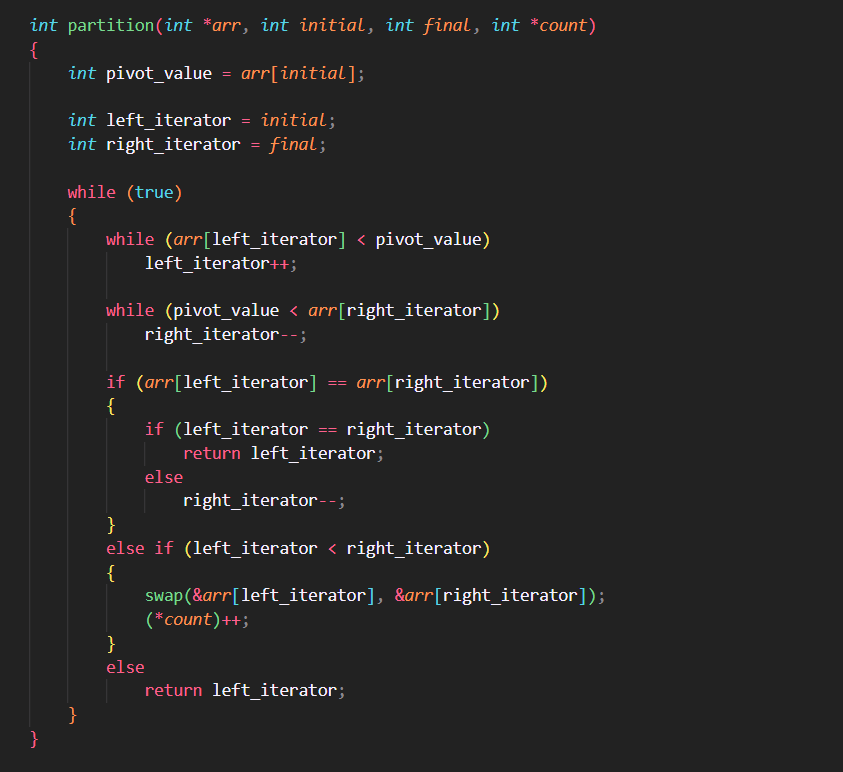 int partition(int *arr, int initial, int final, int *count)
{
    int pivot_value = arr[initial];

    int left_iterator = initial;
    int right_iterator = final;

    while (true)
    {
        while (arr[left_iterator] < pivot_value)
            left_iterator++;

        while (pivot_value < arr[right_iterator])
            right_iterator--;

        if (arr[left_iterator] == arr[right_iterator])
        {
            if (left_iterator == right_iterator)
                return left_iterator;
            else
                right_iterator--;
        }
        else if (left_iterator < right_iterator)
        {
            swap(&arr[left_iterator], &arr[right_iterator]);
            (*count)++;
        }
        else
            return left_iterator;
    }
}